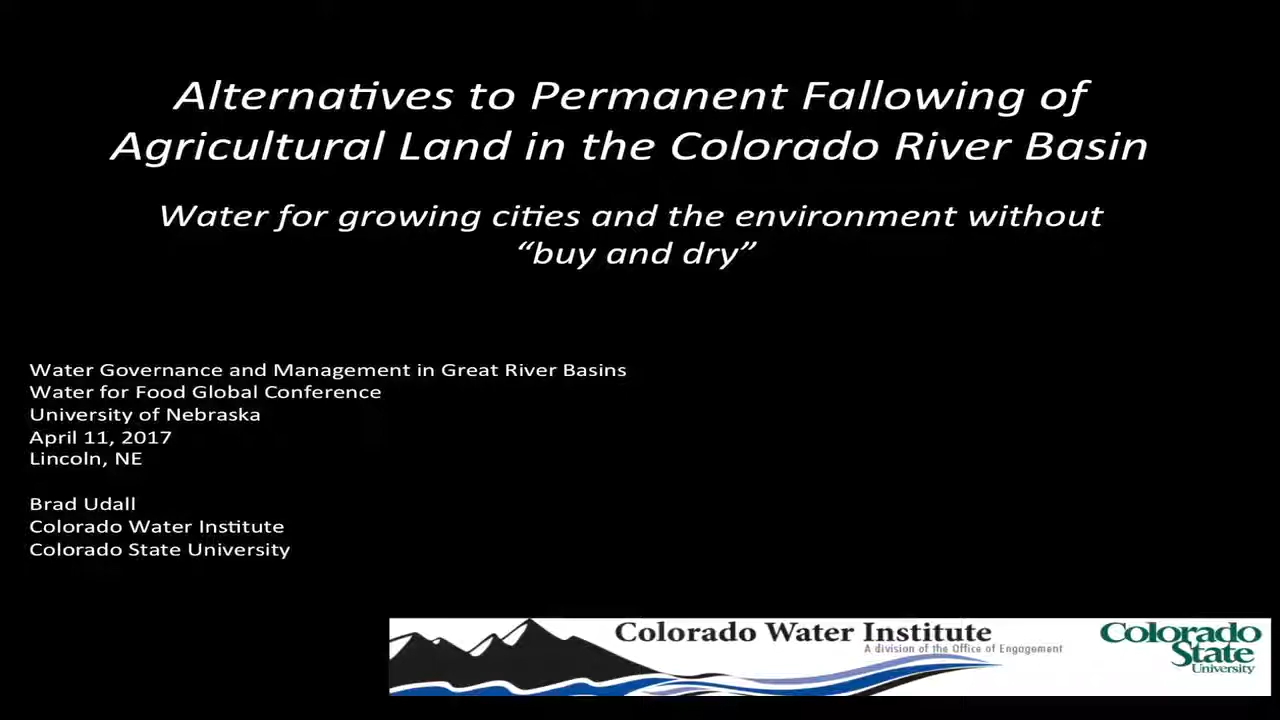 Alternatives to Permanent Fallowing of
Agricultural Land in the Colorado River Basin
Water for growing cities and the environment without
“buy and dry”
Water Governance and Management in Great River Basins
Water for Food Global Conference
University of Nebraska
April 11, 2017
Lincoln, NE
Brad Udall
Colorado Water Institute
Colorado State University
Colorado Water Institute
A division of the Office of Engagement
Colorado
State
University